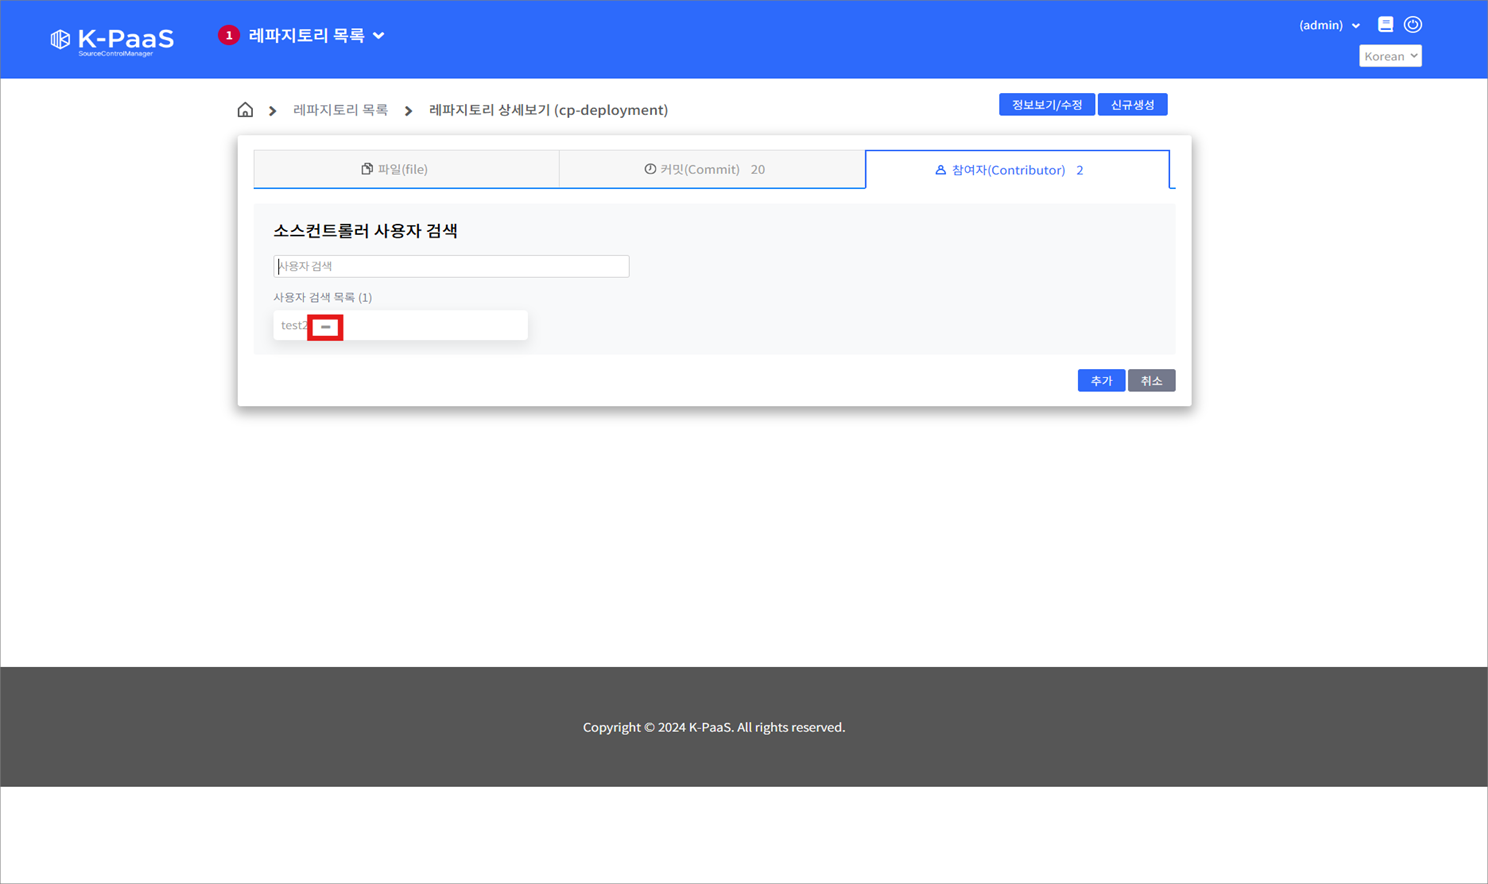 K-PaaS
SourceControlManager
1 레파지토리 목록
(admin)
Korean
레파지토리 목록 레파지토리 상세보기 (cp-deployment)
정보보기/수정 신규생성
파일(file) 커밋(Commit) 20 참여자(Contributor) 2
소스컨트롤러 사용자 검색
사용자 검색
사용자 검색 목록 (1)
test2
추가 취소
Copyright © 2024 K-PaaS. All rights reserved.